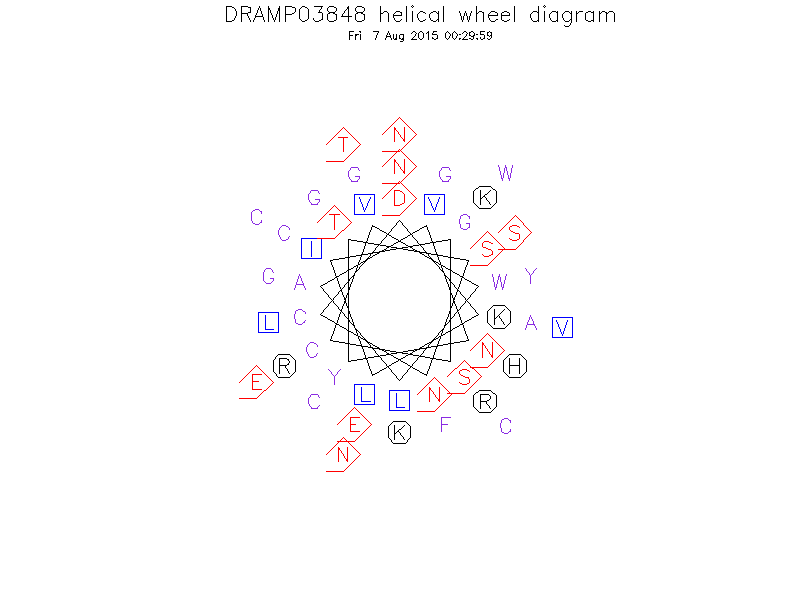 DRAMP03848 helical wheel diagram
Fri 7 Aug 2015 00:29:59
T N
N
G G W
V D V K
G T G
C C I S S
G A W Y
L C K A V
C N
E R H
Y S
C L L N R
E K F C
N